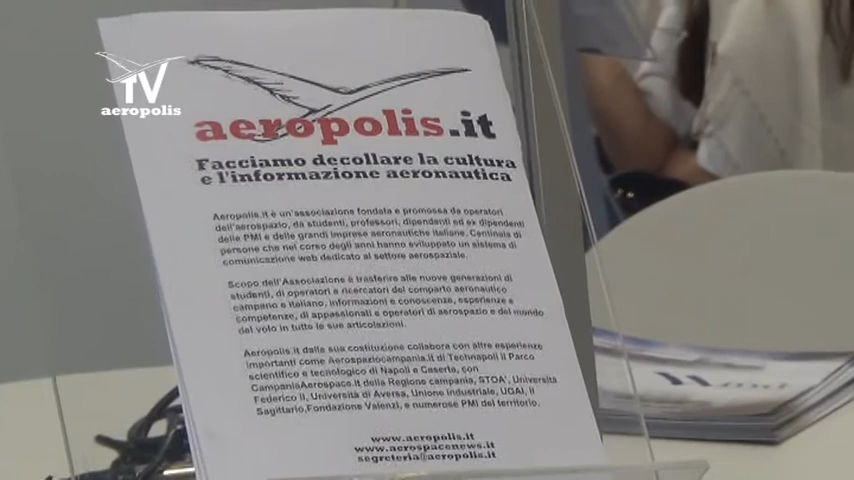 TV
aeropolis
aeropolis.it
Facciamo decollare la cultura
e l'informazione aeronautica
Aeropolis.it è un'associazione fondata e promossa da operatori
dell'aerospazio, da studenti, professori, dipendenti ed ex dipendenti
delle PMI e delle grandi imprese aeronautiche italiane. Centinaia di
persone che nel corso degli anni hanno sviluppato un sistema di
comunicazione web dedicato al settore aerospaziale.
Scopo dell'Associazione è trasferire alle nuove generazioni di
studenti, di operatori e ricercatori del comparto aeronautico
campano e italiano, informazioni e conoscenze, esperienze e
competenze, di appassionati e operatori di aerospazio e del mondo
del volo in tutte le sue articolazioni.
Aeropolis.it dalla sua costituzione collabora con altre esperienze
importanti come Aerospaziocampania.it di Technapoli il Parco
scientifico e tecnologico di Napoli e Caserta, con
CampaniaAerospace.it della Regione campania, STOA', Università
Federico II, Università di Aversa, Unione industriale, UGAI, Il
Sagittario,Fondazione Valenzi, e numerose PMI del territorio.
www.aeropolis.it
www.aerospacenews.it
segreteria@aeropolis.it